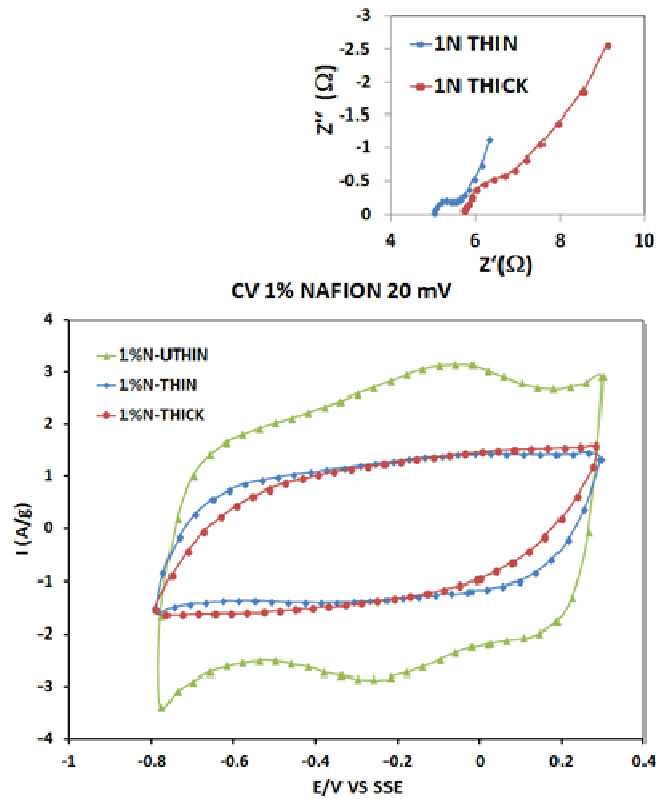 -3
-2.5
-2
-1.5
-1
-0.5
0
Z'' (Ω)
1N THIN
1N THICK
4 6 8 10
Z'(Ω)
CV 1% NAFION 20 mV
4
3
2
1
0
-1
-2
-3
-4
I (A/g)
1%N-UTHIN
1%N-THIN
1%N-THICK
-1 -0.8 -0.6 -0.4 -0.2 0 0.2 0.4
E/V VS SSE